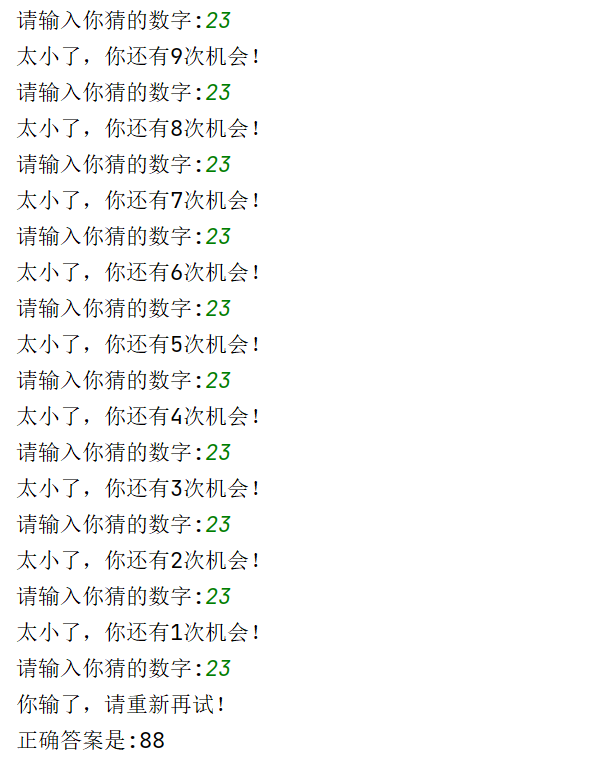 请输入你猜的数字:23
太小了，你还有9次机会！
请输入你猜的数字:23
太小了，你还有8次机会！
请输入你猜的数字:23
太小了，你还有7次机会！
请输入你猜的数字:23
太小了，你还有6次机会！
请输入你猜的数字:23
太小了，你还有5次机会！
请输入你猜的数字:23
太小了，你还有4次机会！
请输入你猜的数字:23
太小了，你还有3次机会！
请输入你猜的数字:23
太小了，你还有2次机会！
请输入你猜的数字:23
太小了，你还有1次机会！
请输入你猜的数字:23
你输了，请重新再试！
正确答案是:88